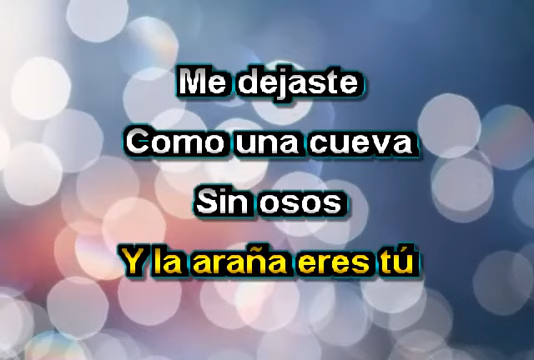 Me dejaste
Como una cueva
Sin osos
Y la araña eres tú